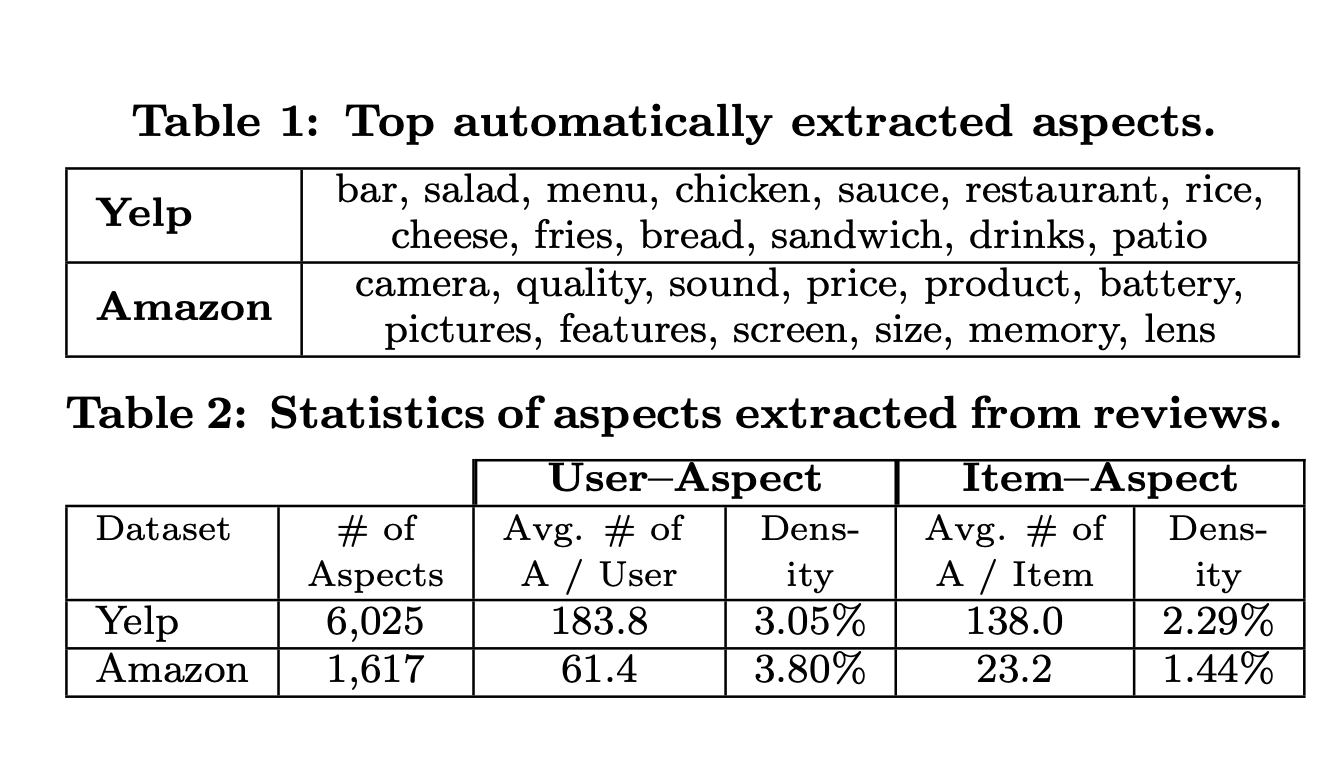 Table 1: Top automatically extracted aspects.
Yelp
bar, salad, menu, chicken, sauce, restaurant, rice,
cheese, fries, bread, sandwich, drinks, patio
Amazon
camera, quality, sound, price, product, battery,
pictures, features, screen, size, memory, lens
Table 2: Statistics of aspects extracted from reviews.
User–Aspect Item–Aspect
Dataset # of Avg. # of Dens- Avg. # of Dens-
Aspects A / User ity A / Item ity
Yelp 6,025 183.8 3.05% 138.0 2.29%
Amazon 1,617 61.4 3.80% 23.2 1.44%